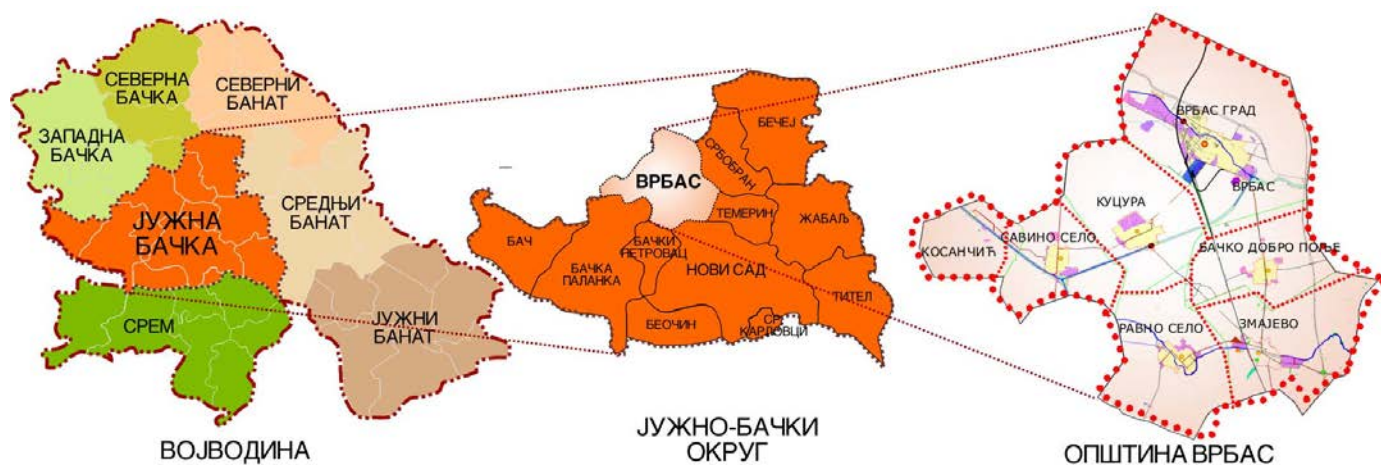 СЕВЕРНА
БАЧКА
СЕВЕРНИ
БАНАТ
ЗАПАДНА
БАЧКА
ЈУЖНА
БАЧКА
СРЕДЊИ
БАНАТ
СРЕМ
ЈУЖНИ
БАНАТ
ВОЈВОДИНА
БЕЧЕЈ
СРБОБРАН
ВРБАС
ТЕМЕРИН
ЖАБАЉ
БАЧ
БАЧКИ
ПЕТРОВАЦ
БАЧКА
ПАЛАНКА
НОВИ САД
ТИТЕЛ
БЕОЧИН
СР.
КАРЛОВЦИ
ЈУЖНО-БАЧКИ
ОКРУГ
ВРБАС ГРАД
ВРБАС
КУЦУРА
САВИНО СЕЛО
КОСАНЧИЋ
БАЧКО ДОБРО ПОЉЕ
РАВНО СЕЛО
ЗМАЈЕВО
ОПШТИНА ВРБАС